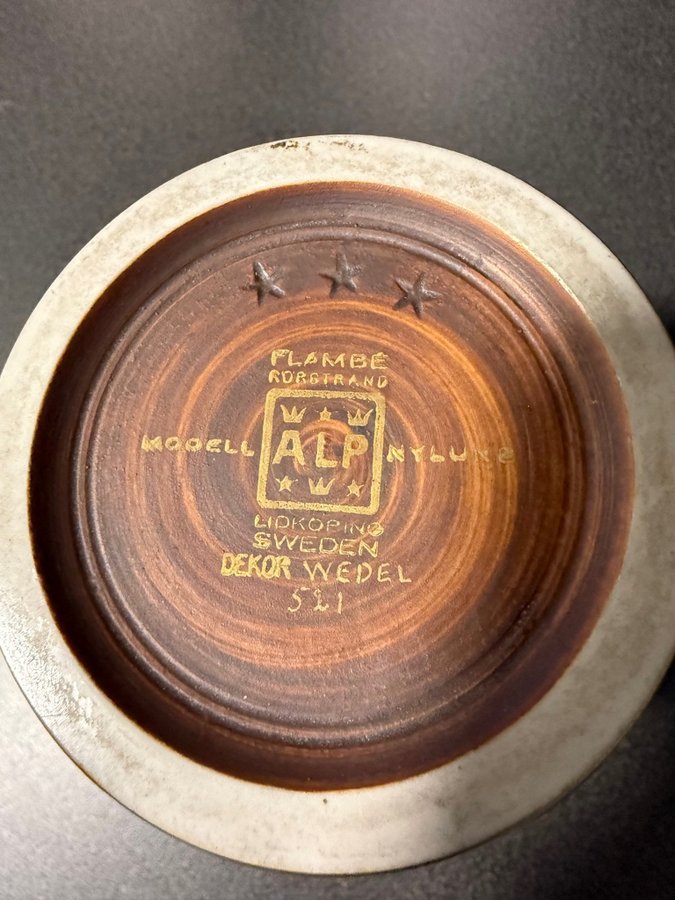 FLAMBÉ
RÖRSTRAND
MODELL ALP NYLUND
LIDKÖPING
SWEDEN
DEKOR WEDEL
521